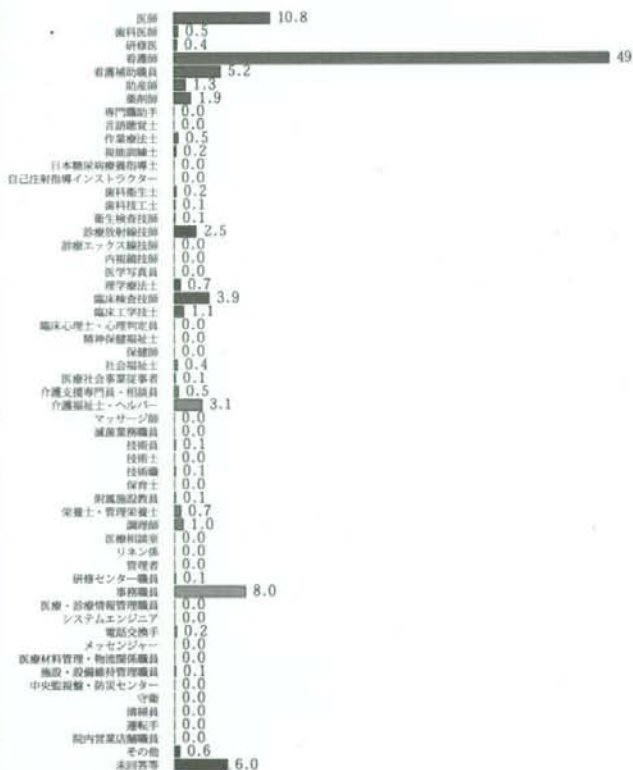 医師 10.8
歯科医師 0.5
研修医 0.4
看護師 49
看護補助職員 5.2
助産師 1.3
薬剤師 1.9
専門職助手 0.0
言語聴覚士 0.0
作業療法士 0.5
視能訓練士 0.2
日本糖尿病療養指導士 0.0
自己注射指導インストラクター 0.0
歯科衛生士 0.2
歯科技工士 0.1
衛生検査技師 0.1
診療放射線技師 2.5
診療エックス線技師 0.0
内視鏡技師 0.0
医学写真員 0.0
理学療法士 0.7
臨床検査技師 3.9
臨床工学技士 1.1
臨床心理士・心理判定員 0.0
精神保健福祉士 0.0
保健師 0.0
社会福祉士 0.4
医療社会事業従事者 0.1
介護支援専門員・相談員 0.5
介護福祉士・ヘルパー 3.1
マッサージ師 0.0
滅菌業務職員 0.0
技術員 0.1
技術士 0.0
技術職 0.1
保育士 0.0
附属施設教員 0.1
栄養士・管理栄養士 0.7
調理師 1.0
医療相談室 0.0
リネン係 0.0
管理者 0.0
研修センター職員 0.1
事務職員 8.0
医療・診療情報管理職員 0.0
システムエンジニア 0.0
電話交換手 0.2
メッセンジャー 0.0
医療材料管理・物流関係職員 0.0
施設・設備維持管理職員 0.1
中央監視盤・防災センター 0.0
守衛 0.0
清掃員 0.0
運転手 0.0
院内営業店舗職員 0.0
その他 0.6
未回答等 6.0